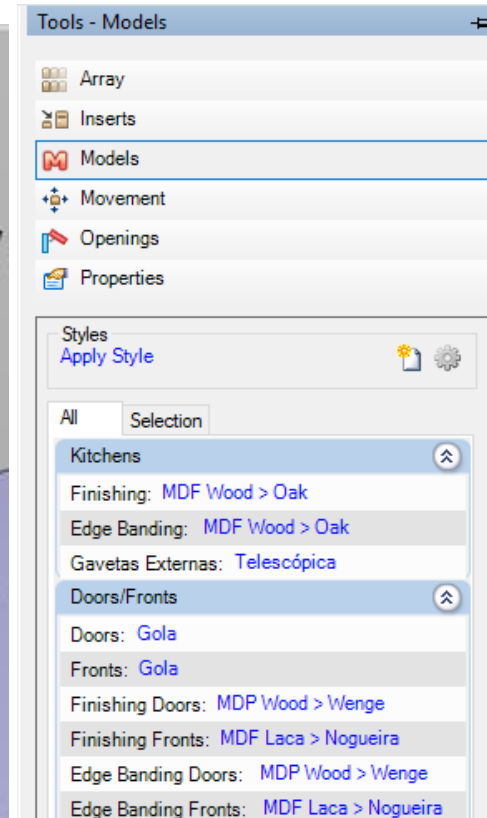 Tools - Models
Array
Inserts
Models
Movement
Openings
Properties
Styles
Apply Style
All Selection
Kitchens
Finishing: MDF Wood > Oak
Edge Banding: MDF Wood > Oak
Gavetas Externas: Telescópica
Doors/Fronts
Doors: Gola
Fronts: Gola
Finishing Doors: MDP Wood > Wenge
Finishing Fronts: MDF Laca > Nogueira
Edge Banding Doors: MDP Wood > Wenge
Edge Banding Fronts: MDF Laca > Nogueira